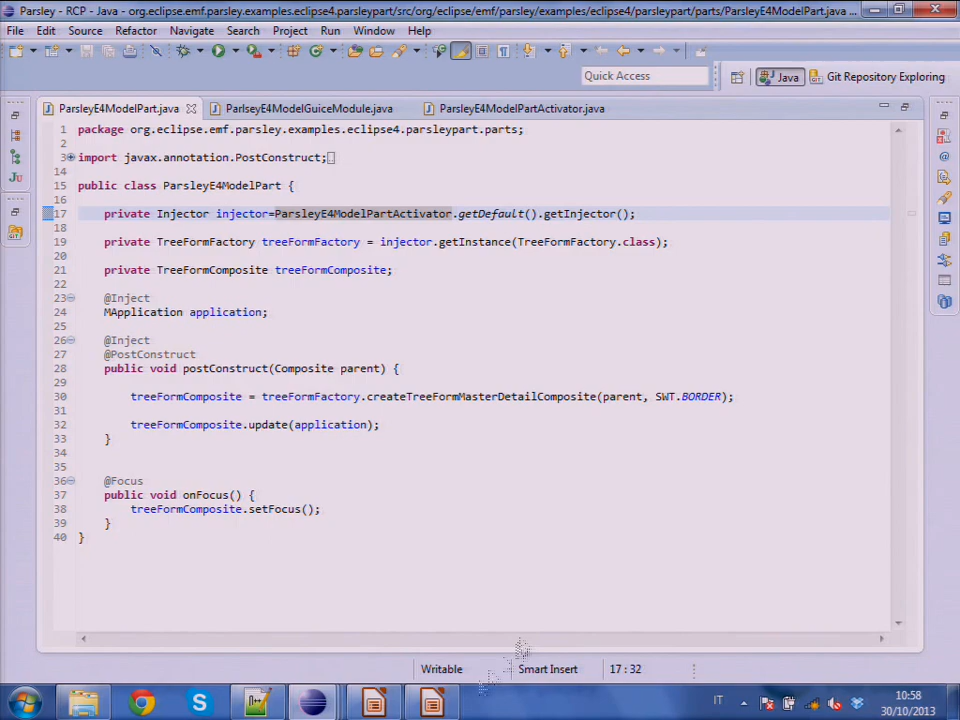 Parsley - RCP - Java - org.eclipse.emf.parsley.examples.eclipse4.parsleypart/src/org/eclipse/emf/parsley/examples/eclipse4/parsleypart/parts/ParsleyE4ModelPart.java ...
File Edit Source Refactor Navigate Search Project Run Window Help
Quick Access
Java Git Repository Exploring
ParsleyE4ModelPart.java ParlseyE4ModelGuiceModule.java ParsleyE4ModelPartActivator.java
1 package org.eclipse.emf.parsley.examples.eclipse4.parsleypart.parts;
2
3 import javax.annotation.PostConstruct;
14
15 public class ParsleyE4ModelPart {
16
17 private Injector injector=ParsleyE4ModelPartActivator.getDefault().getInjector();
18
19 private TreeFormFactory treeFormFactory = injector.getInstance(TreeFormFactory.class);
20
21 private TreeFormComposite treeFormComposite;
22
23 @Inject
24 MApplication application;
25
26 @Inject
27 @PostConstruct
28 public void postConstruct(Composite parent) {
29
30 treeFormComposite = treeFormFactory.createTreeFormMasterDetailComposite(parent, SWT.BORDER);
31
32 treeFormComposite.update(application);
33 }
34
35
36 @Focus
37 public void onFocus() {
38 treeFormComposite.setFocus();
39 }
40 }
Ju
GIT
Writable Smart Insert 17 : 32
IT
10:58
30/10/2013